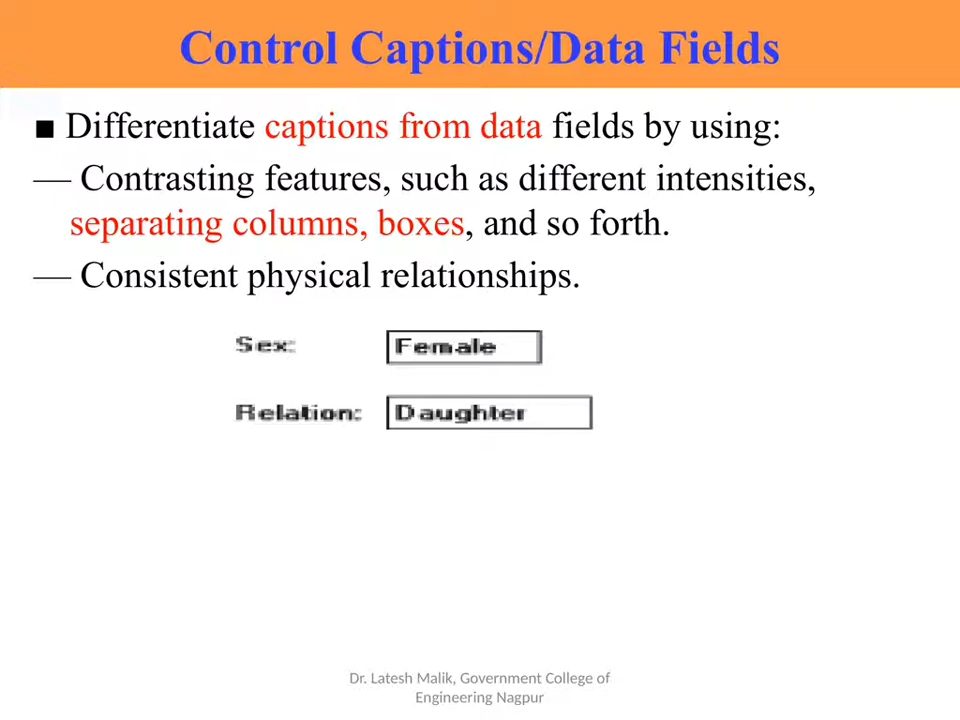 Control Captions/Data Fields
■ Differentiate captions from data fields by using:
— Contrasting features, such as different intensities,
separating columns, boxes, and so forth.
— Consistent physical relationships.
Sex: Female
Relation: Daughter
Dr. Latesh Malik, Government College of
Engineering Nagpur